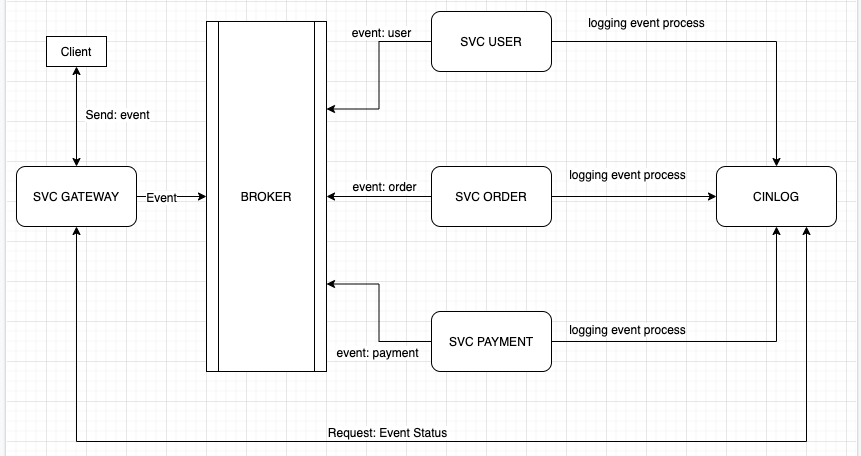 event: user
SVC USER
logging event process
Client
Send: event
SVC GATEWAY
Event
BROKER
event: order
SVC ORDER
logging event process
CINLOG
SVC PAYMENT
logging event process
event: payment
Request: Event Status